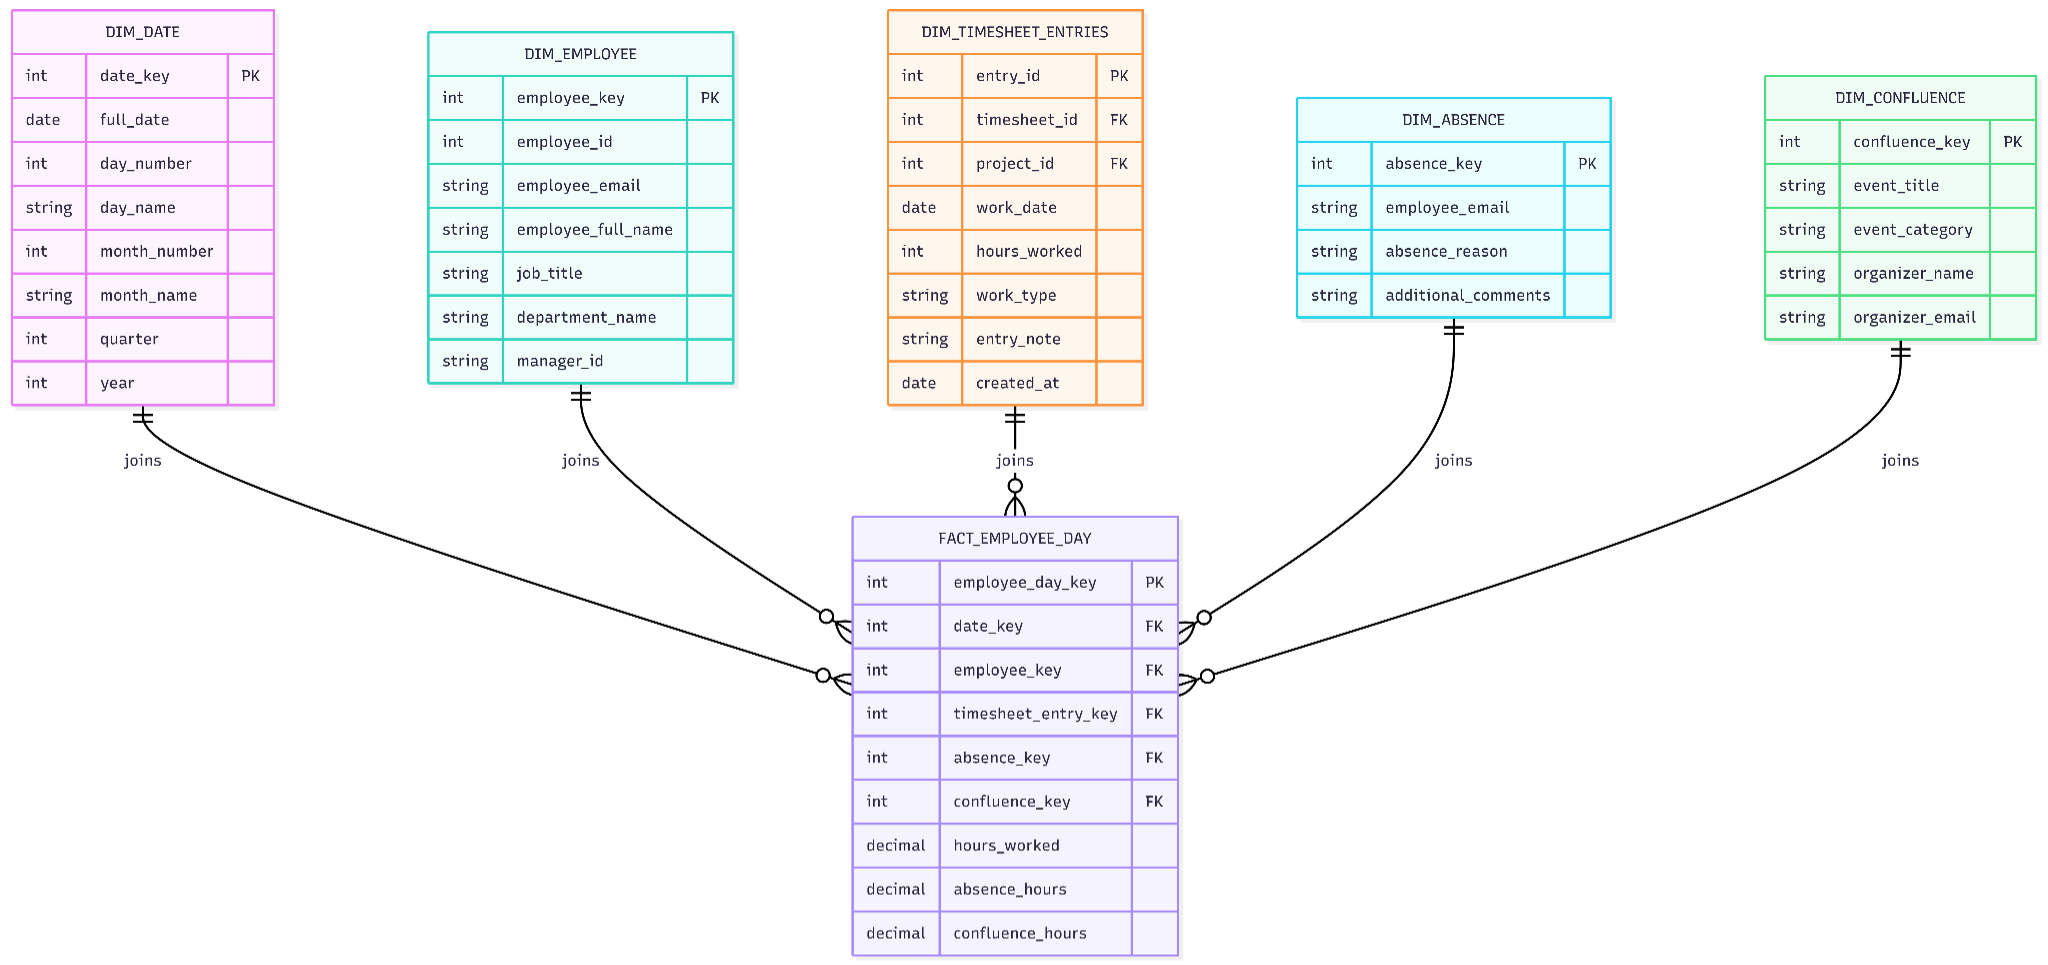 DIM_DATE
int date_key PK
date full_date
int day_number
string day_name
int month_number
string month_name
int quarter
int year
DIM_EMPLOYEE
int employee_key PK
int employee_id
string employee_email
string employee_full_name
string job_title
string department_name
string manager_id
DIM_TIMESHEET_ENTRIES
int entry_id PK
int timesheet_id FK
int project_id FK
date work_date
int hours_worked
string work_type
string entry_note
date created_at
DIM_ABSENCE
int absence_key PK
string employee_email
string absence_reason
string additional_comments
DIM_CONFLUENCE
int confluence_key PK
string event_title
string event_category
string organizer_name
string organizer_email
joins
joins
joins
joins
joins
FACT_EMPLOYEE_DAY
int employee_day_key PK
int date_key FK
int employee_key FK
int timesheet_entry_key FK
int absence_key FK
int confluence_key FK
decimal hours_worked
decimal absence_hours
decimal confluence_hours